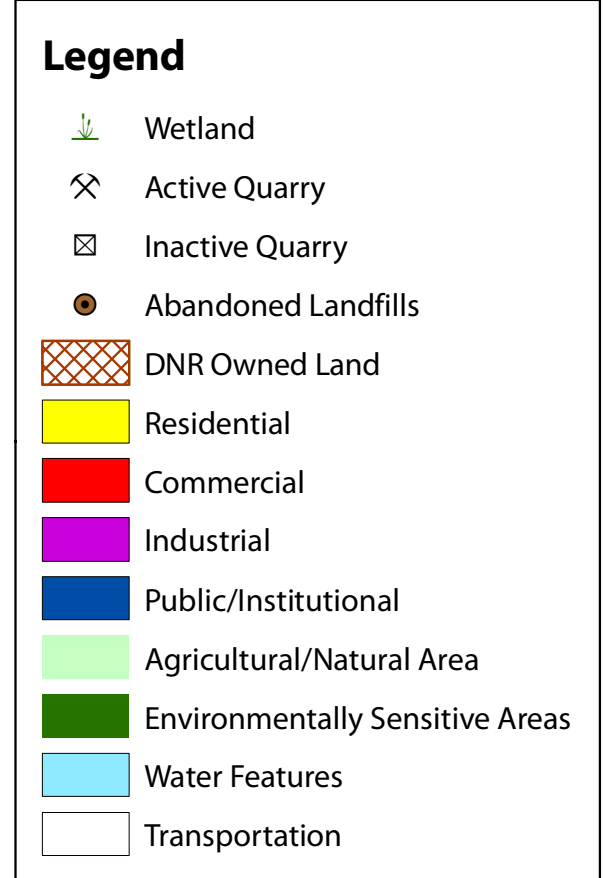 Legend
Wetland
Active Quarry
Inactive Quarry
Abandoned Landfills
DNR Owned Land
Residential
Commercial
Industrial
Public/Institutional
Agricultural/Natural Area
Environmentally Sensitive Areas
Water Features
Transportation